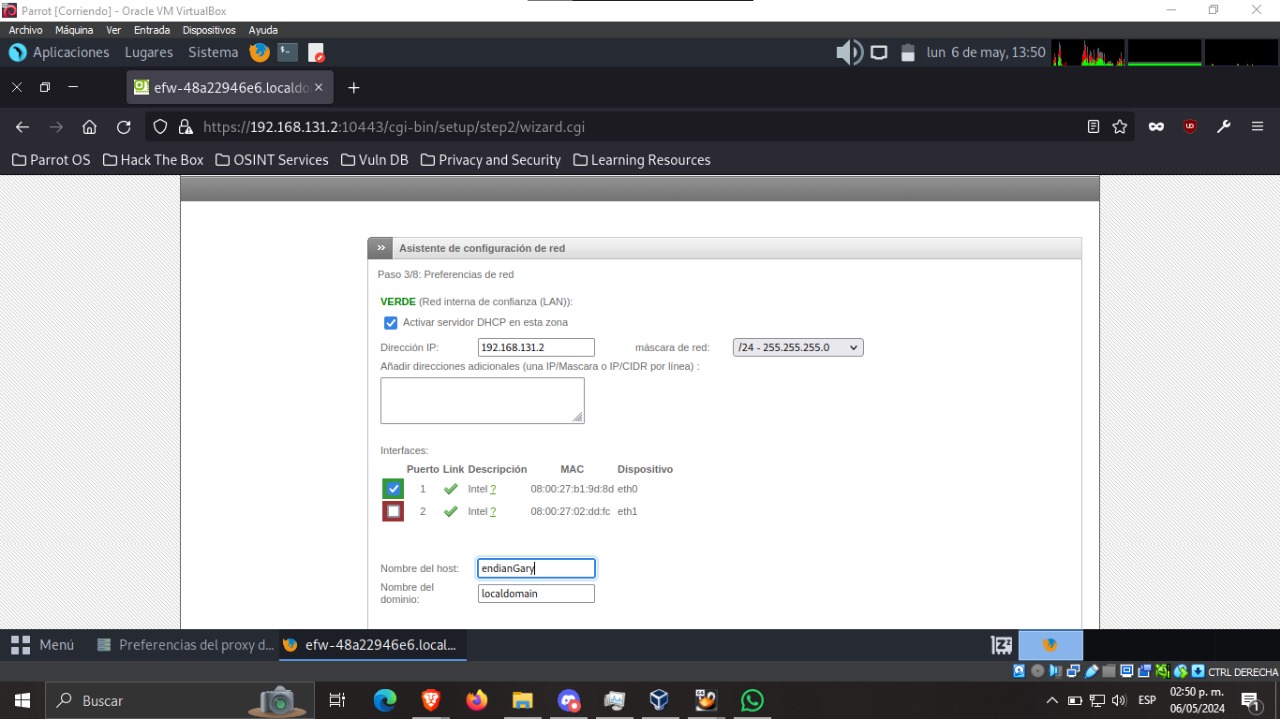 Parrot [Corriendo] - Oracle VM VirtualBox
Archivo Máquina Ver Entrada Dispositivos Ayuda
Aplicaciones Lugares Sistema lun 6 de may, 13:50
efw-48a22946e6.localdo
https://192.168.131.2:10443/cgi-bin/setup/step2/wizard.cgi
Parrot OS Hack The Box OSINT Services Vuln DB Privacy and Security Learning Resources
Asistente de configuración de red
Paso 3/8: Preferencias de red
VERDE (Red interna de confianza (LAN)):
Activar servidor DHCP en esta zona
Dirección IP: 192.168.131.2 máscara de red: /24 - 255.255.255.0
Añadir direcciones adicionales (una IP/Mascara o IP/CIDR por línea) :
Interfaces:
Puerto Link Descripción MAC Dispositivo
1 Intel ? 08:00:27:b1:9d:8d eth0
2 Intel ? 08:00:27:02:dd:fc eth1
Nombre del host: endianGary
Nombre del
dominio: localdomain
Menú Preferencias del proxy d... efw-48a22946e6.local...
CTRL DERECHA
Buscar
ESP
02:50 p. m.
06/05/2024
1